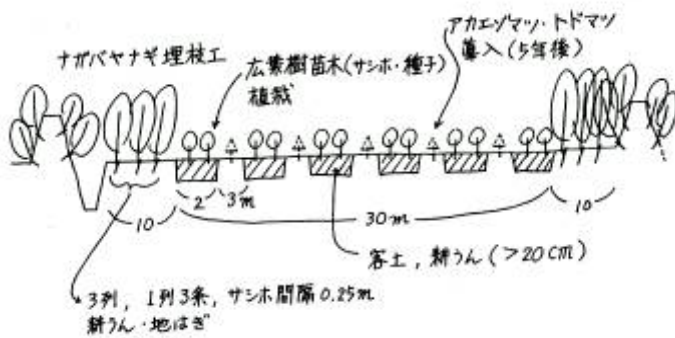 ナガバヤナギ埋枝工
広葉樹苗木(サシホ・種子)
植栽
アカエゾマツ・トドマツ
導入(5年後)
10
2
3m
30m
10
客土, 耕うん(>20cm)
3列, 1列3条, サシホ間隔0.25m
耕うん・地はぎ